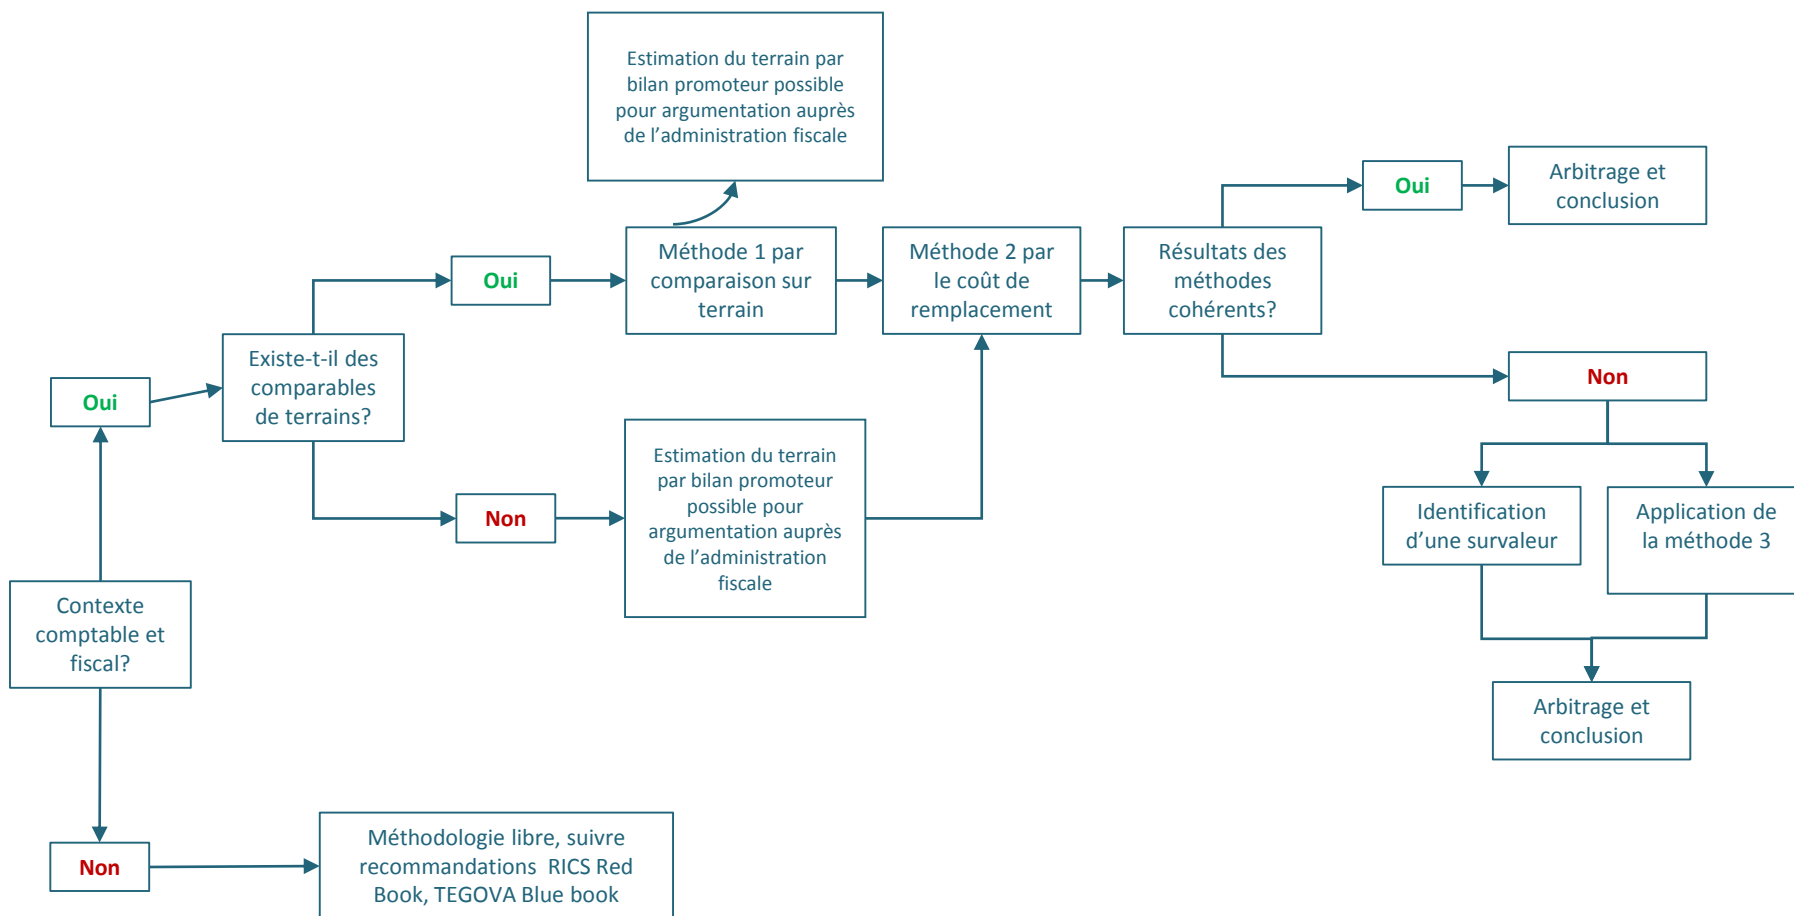 Estimation du terrain par
bilan promoteur possible
pour argumentation auprès
de l’administration fiscale
Oui
Arbitrage et
conclusion
Oui
Méthode 1 par
comparaison sur
terrain
Méthode 2 par
le coût de
remplacement
Résultats des
méthodes
cohérents?
Existe-t-il des
comparables
de terrains?
Oui
Non
Estimation du terrain
par bilan promoteur
possible pour
argumentation auprès
de l’administration
fiscale
Non
Identification
d’une survaleur
Application de
la méthode 3
Contexte
comptable et
fiscal?
Arbitrage et
conclusion
Non
Méthodologie libre, suivre
recommandations RICS Red
Book, TEGOVA Blue book